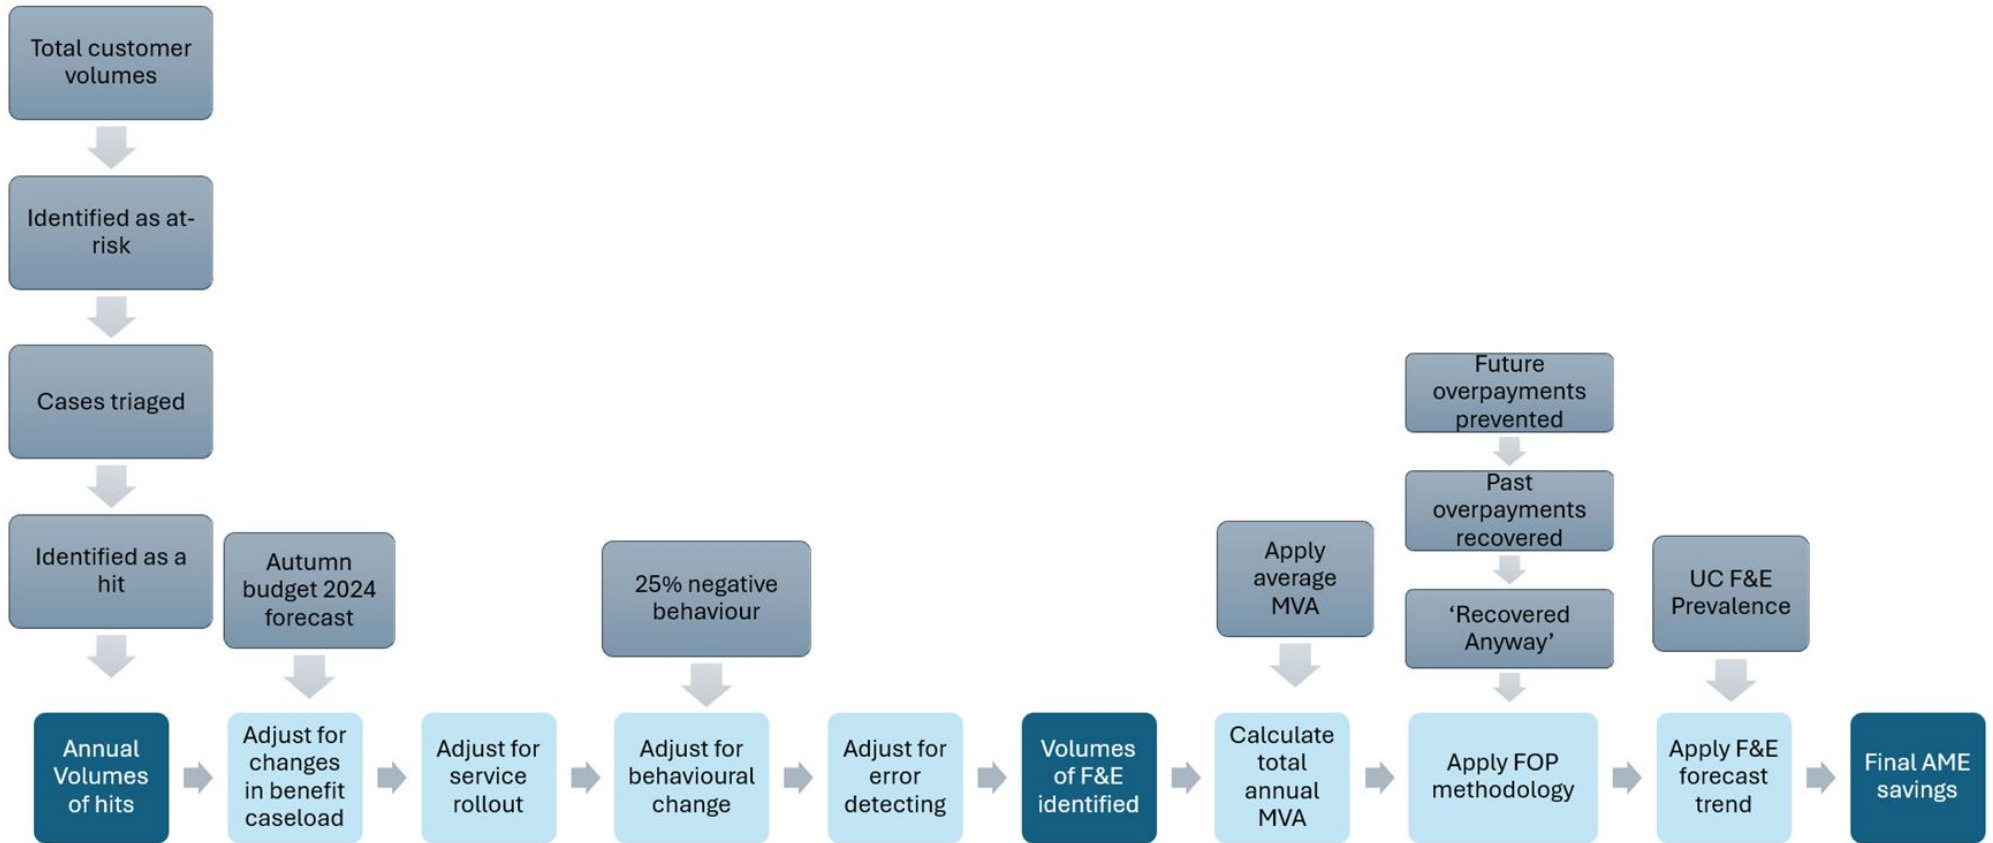 Total customer
volumes
Identified as at-
risk
Cases triaged
Identified as a
hit
Autumn
budget 2024
forecast
25% negative
behaviour
Apply
average
MVA
Future
overpayments
prevented
Past
overpayments
recovered
‘Recovered
Anyway’
UC F&E
Prevalence
Annual
Volumes
of hits
Adjust for
changes
in benefit
caseload
Adjust for
service
rollout
Adjust for
behavioural
change
Adjust for
error
detecting
Volumes
of F&E
identified
Calculate
total
annual
MVA
Apply FOP
methodology
Apply F&E
forecast
trend
Final AME
savings